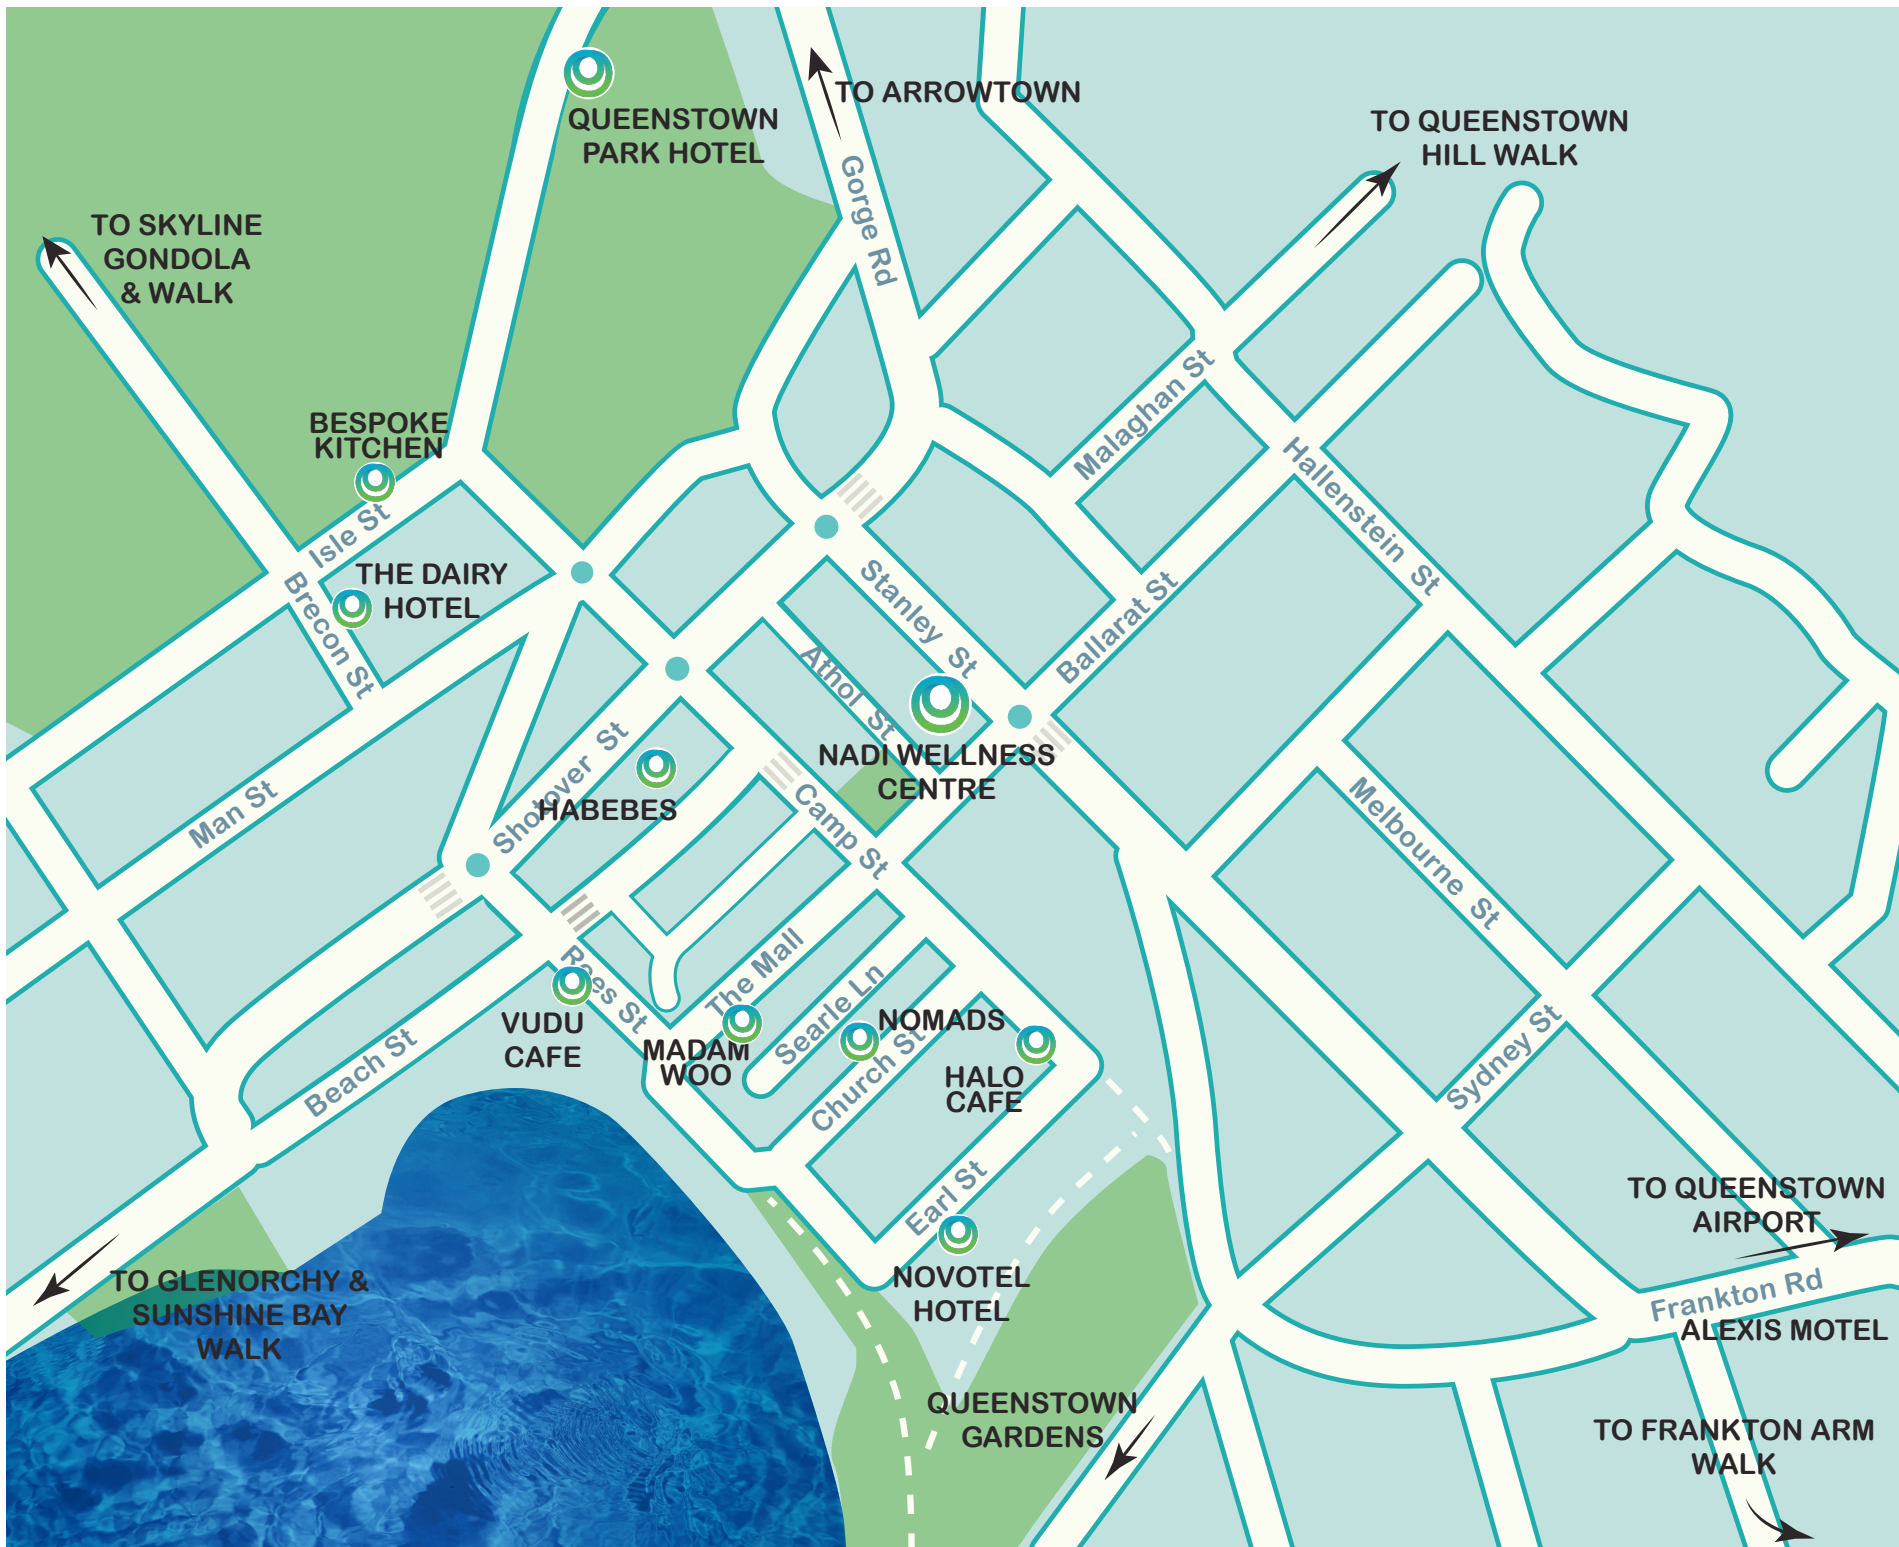 TO ARROWTOWN
QUEENSTOWN
PARK HOTEL
TO QUEENSTOWN
HILL WALK
Gorge Rd
TO SKYLINE
GONDOLA
& WALK
BESPOKE
KITCHEN
Malaghan St
Isle St
Hallenstein St
THE DAIRY
HOTEL
Brecon St
Stanley St
Ballarat St
Athol St
NADI WELLNESS
CENTRE
Shotover St
HABEBES
Man St
Camp St
Melbourne St
Rees St
The Mall
Searle Ln
VUDU
CAFE
MADAM
WOO
NOMADS
Church St
HALO
CAFE
Beach St
Sydney St
Earl St
TO QUEENSTOWN
AIRPORT
NOVOTEL
HOTEL
TO GLENORCHY &
SUNSHINE BAY
WALK
Frankton Rd
ALEXIS MOTEL
QUEENSTOWN
GARDENS
TO FRANKTON ARM
WALK